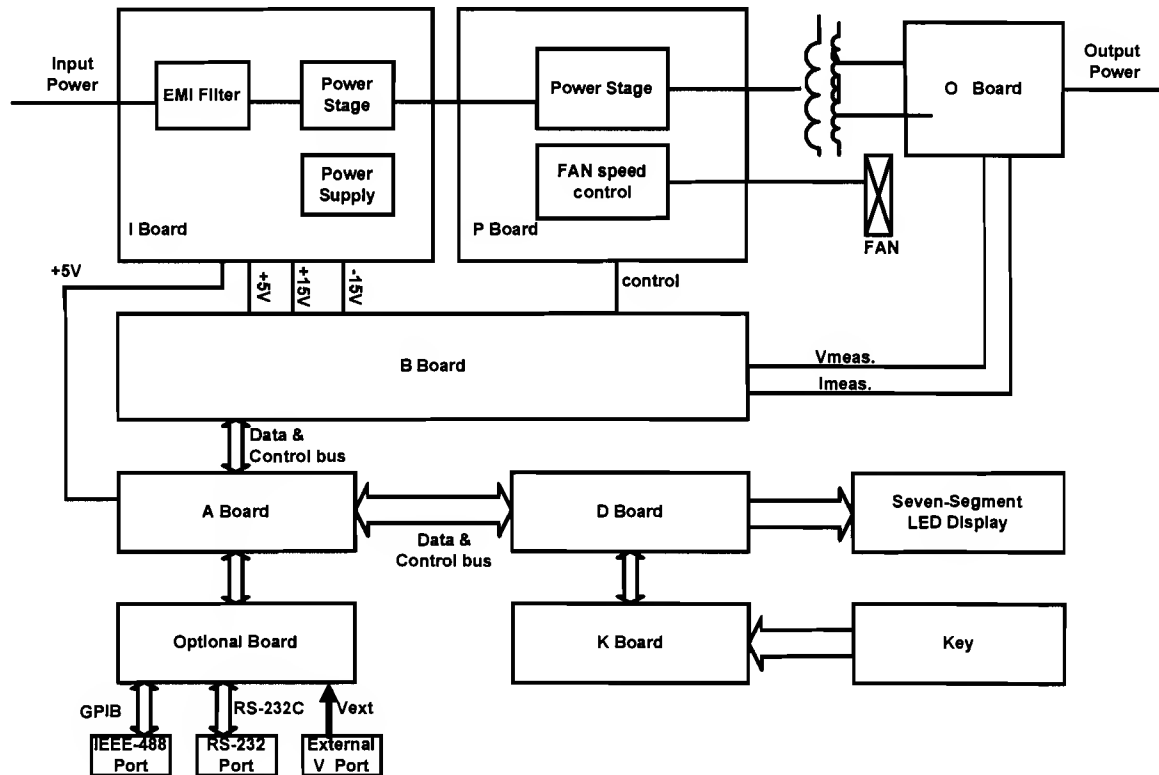 Input
Power
EMI Filter
Power
Stage
Power
Supply
I Board
Power Stage
FAN speed
control
P Board
O Board
Output
Power
FAN
+5V
+5V
+15V
-15V
control
B Board
Vmeas.
Imeas.
Data &
Control bus
A Board
Data &
Control bus
D Board
Seven-Segment
LED Display
Optional Board
K Board
Key
GPIB
RS-232C
Vext
IEEE-488
Port
RS-232
Port
External
V Port